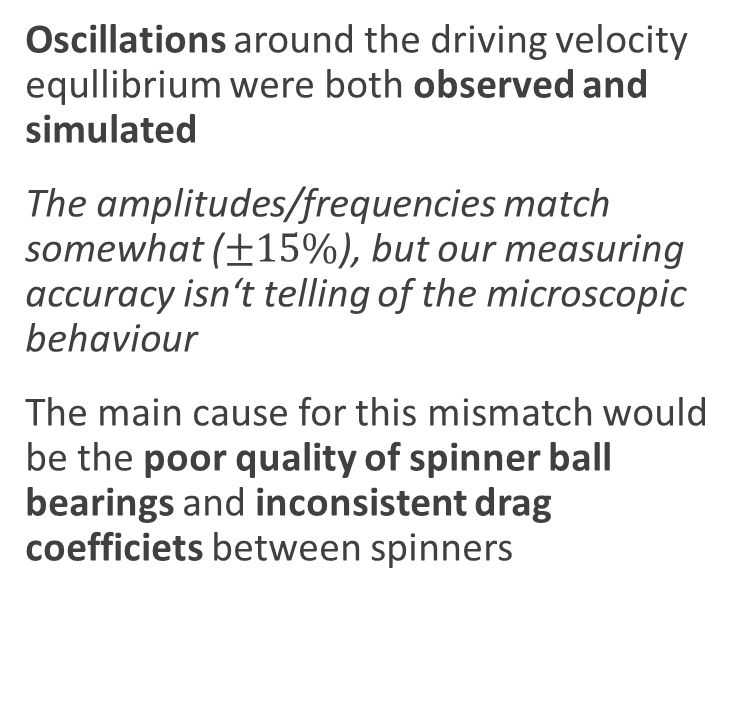 Oscillations around the driving velocity
equllibrium were both observed and
simulated
The amplitudes/frequencies match
somewhat (±15%), but our measuring
accuracy isn‘t telling of the microscopic
behaviour
The main cause for this mismatch would
be the poor quality of spinner ball
bearings and inconsistent drag
coefficiets between spinners